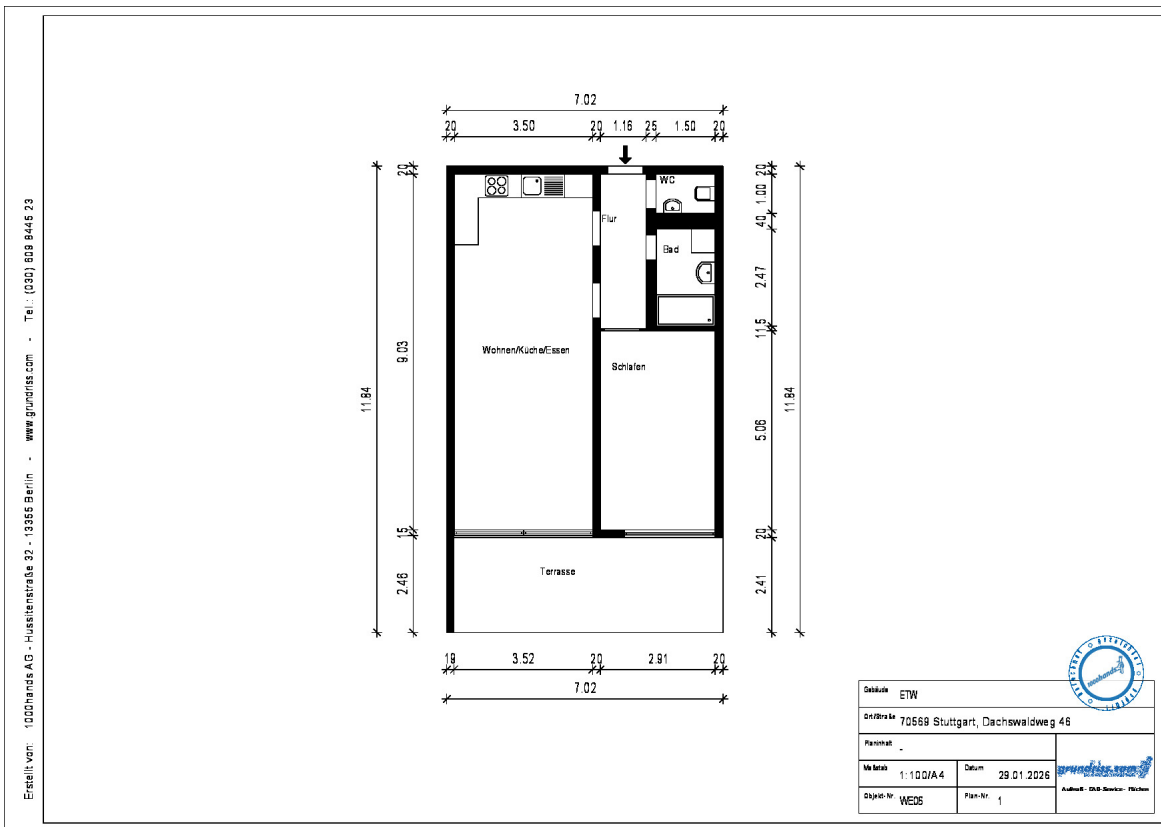 7.02
20 3.50 20 1.16 25 1.50 20
20
9.03
15
2.46
11.84
20
1.00
40
2.47
11.5
5.06
20
2.41
11.84
WC
Flur
Bad
Wohnen/Küche/Essen
Schlafen
Terrasse
19 3.52 20 2.91 20
7.02
Erstellt von: 1000hands AG - Hussitenstraße 32 - 13355 Berlin - www.grundriss.com - Tel.: (030) 609 8445 23
1000hands
Gebäude ETW
Ort/Straße 70569 Stuttgart, Dachswaldweg 46
Planinhalt -
Maßstab 1:100/A4 Datum 29.01.2026
Objekt-Nr. WE06 Plan-Nr. 1
grundriss.com
Aufmaß - CAD-Service - Flächen